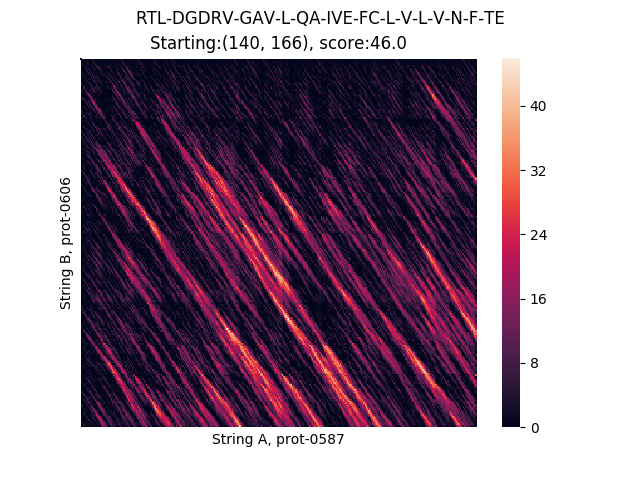 RTL-DGDRV-GAV-L-QA-IVE-FC-L-V-L-V-N-F-TE
Starting:(140, 166), score:46.0
String B, prot-0606
String A, prot-0587
40
32
24
16
8
0